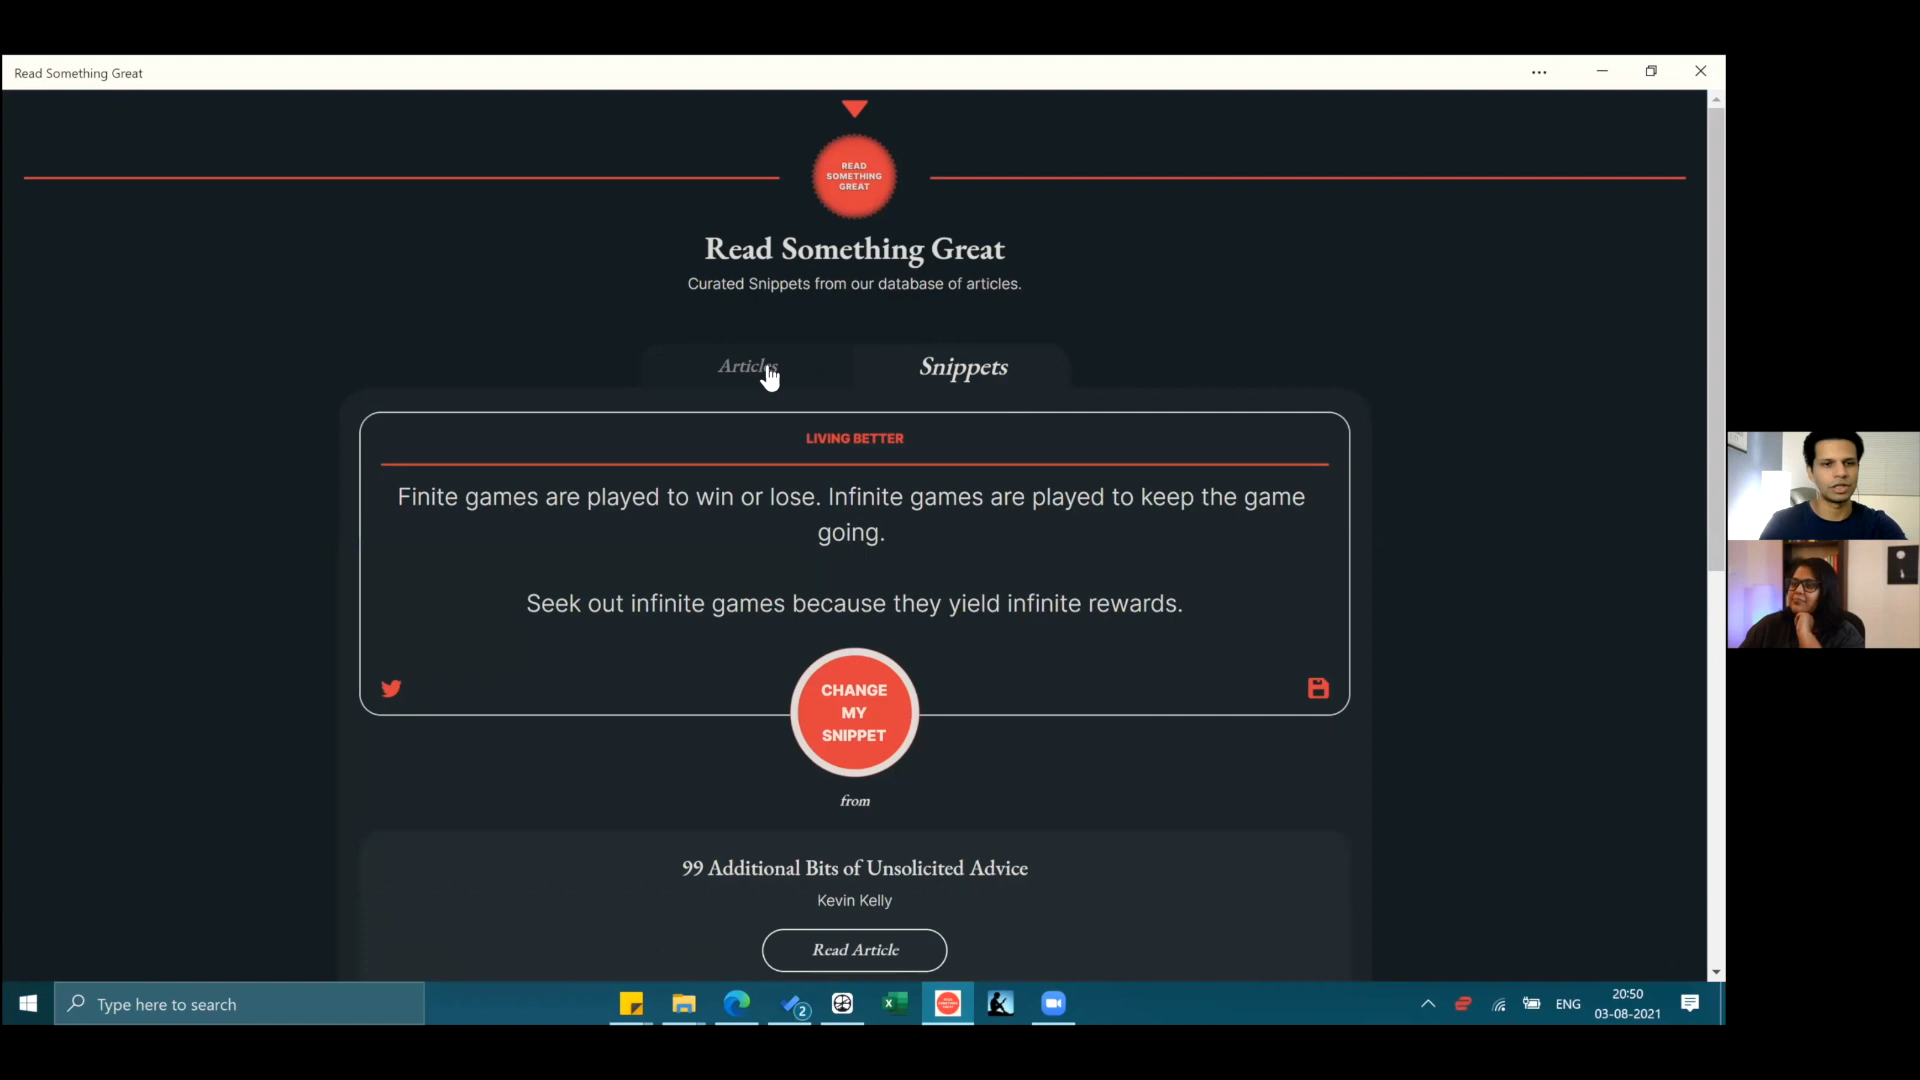 Read Something Great
READ
SOMETHING
GREAT
Read Something Great
Curated Snippets from our database of articles.
Articles Snippets
LIVING BETTER
Finite games are played to win or lose. Infinite games are played to keep the game
going.
Seek out infinite games because they yield infinite rewards.
CHANGE
MY
SNIPPET
from
99 Additional Bits of Unsolicited Advice
Kevin Kelly
Read Article
Type here to search
2
ENG
20:50
03-08-2021